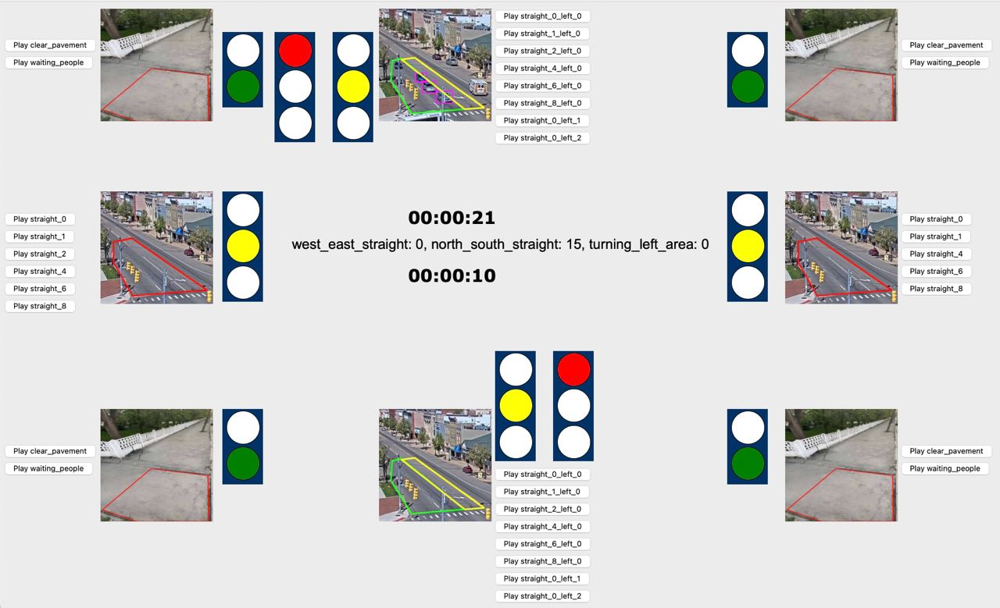 Play clear_pavement
Play waiting_people
Play straight_0_left_0
Play straight_1_left_0
Play straight_2_left_0
Play straight_4_left_0
Play straight_6_left_0
Play straight_8_left_0
Play straight_0_left_1
Play straight_0_left_2
Play clear_pavement
Play waiting_people
Play straight_0
Play straight_1
Play straight_2
Play straight_4
Play straight_6
Play straight_8
00:00:21
west_east_straight: 0, north_south_straight: 15, turning_left_area: 0
00:00:10
Play straight_0
Play straight_1
Play straight_4
Play straight_6
Play straight_8
Play clear_pavement
Play waiting_people
Play straight_0_left_0
Play straight_1_left_0
Play straight_2_left_0
Play straight_4_left_0
Play straight_6_left_0
Play straight_8_left_0
Play straight_0_left_1
Play straight_0_left_2
Play clear_pavement
Play waiting_people